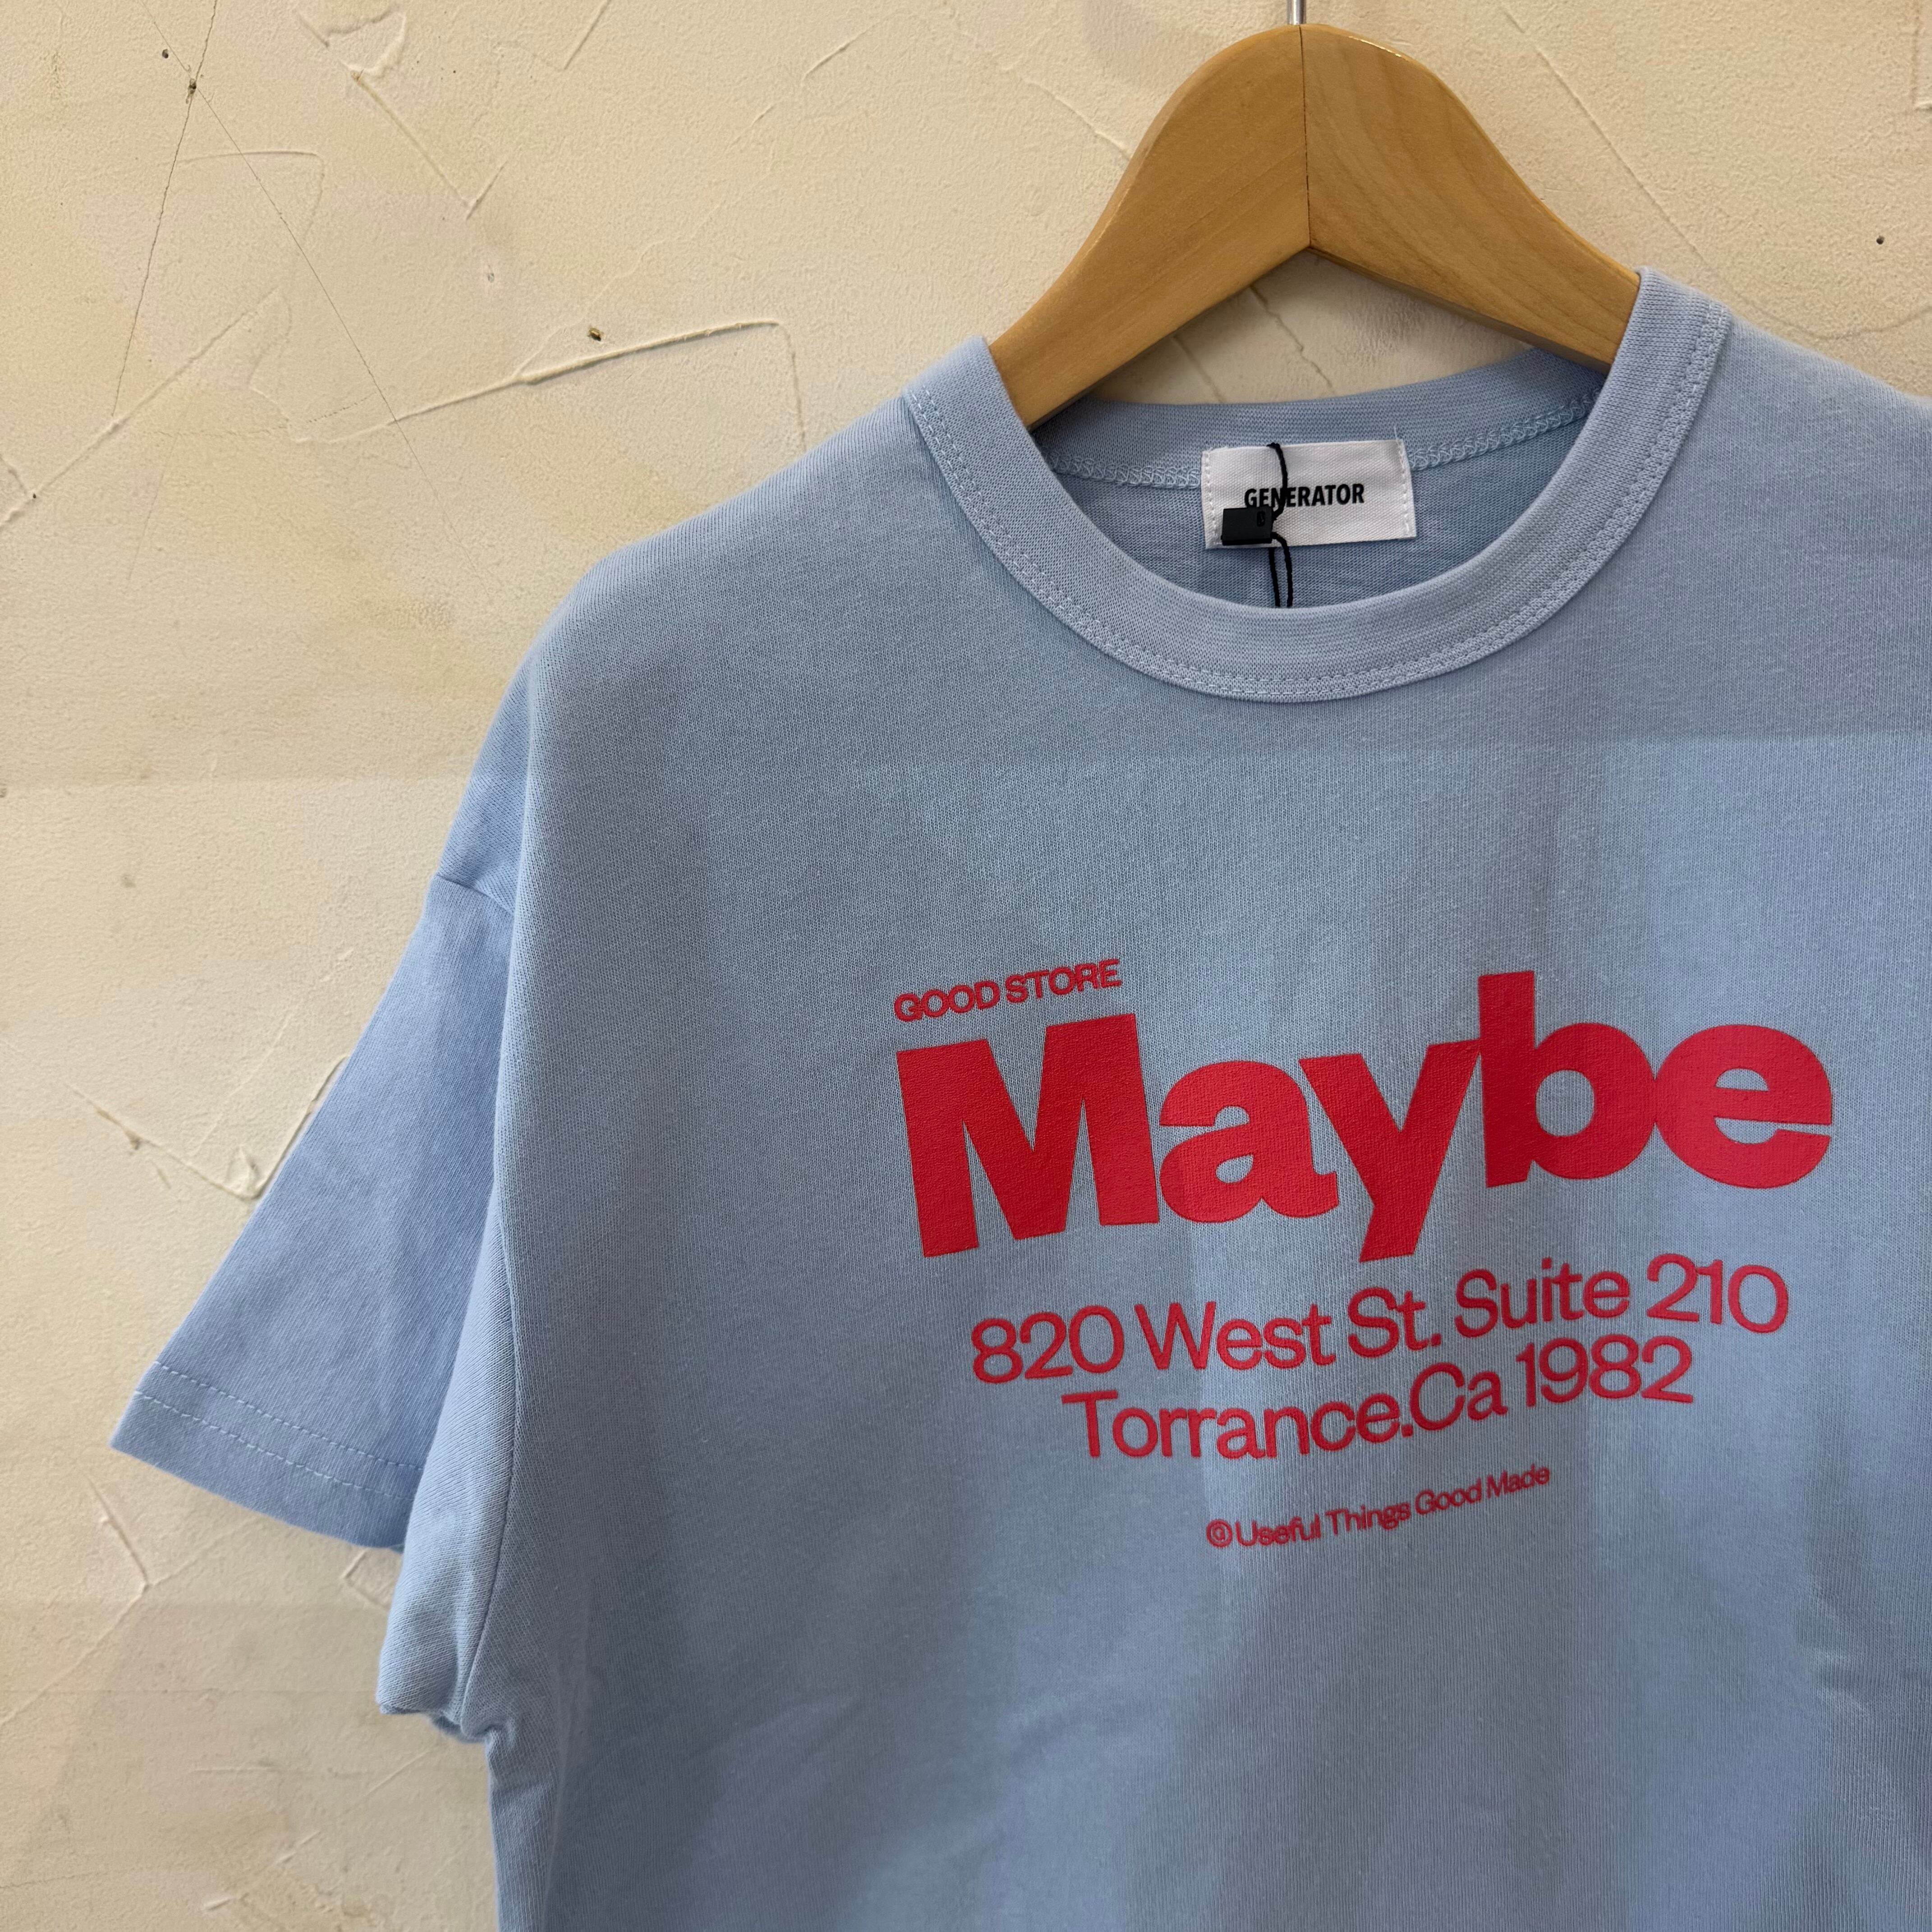 GENERATOR
GOOD STORE
Maybe
820 West St. Suite 210
Torrance.Ca 1982
©Useful Things Good Made